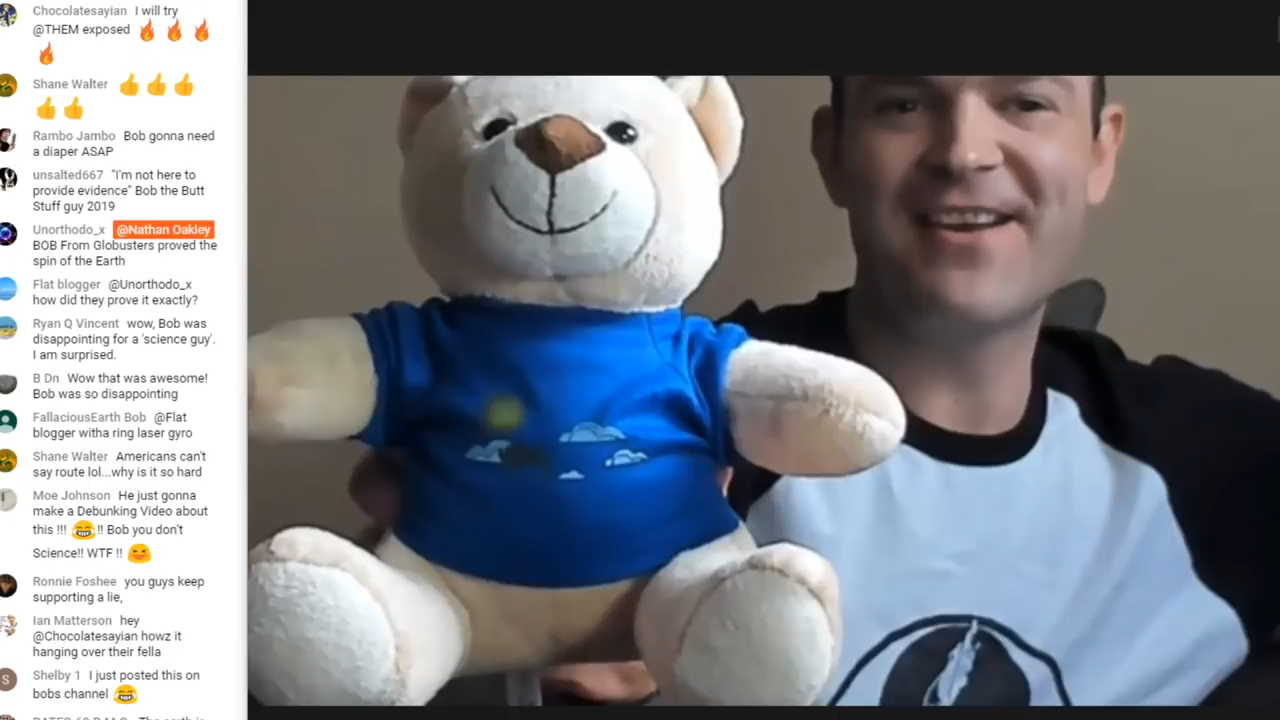 Chocolatesayian I will try
@THEM exposed
Shane Walter
Rambo Jambo Bob gonna need
a diaper ASAP
unsalted667 "I'm not here to
provide evidence" Bob the Butt
Stuff guy 2019
Unorthodo_x @Nathan Oakley
BOB From Globusters proved the
spin of the Earth
Flat blogger @Unorthodo_x
how did they prove it exactly?
Ryan Q Vincent wow, Bob was
disappointing for a 'science guy'.
I am surprised.
B Dn Wow that was awesome!
Bob was so disappointing
FallaciousEarth Bob @Flat
blogger witha ring laser gyro
Shane Walter Americans can't
say route lol...why is it so hard
Moe Johnson He just gonna
make a Debunking Video about
this !!! !! Bob you don't
Science!! WTF !!
Ronnie Foshee you guys keep
supporting a lie,
Ian Matterson hey
@Chocolatesayian howz it
hanging over their fella
S Shelby 1 I just posted this on
bobs channel